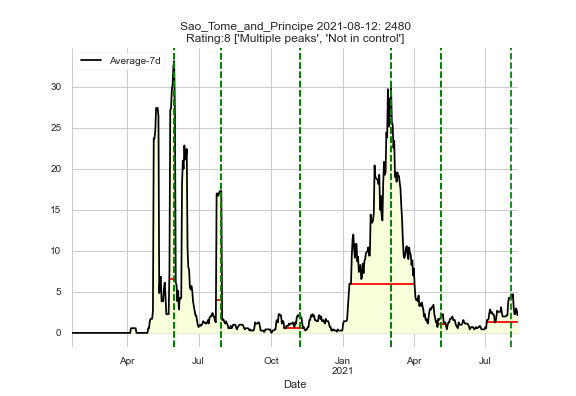 Sao_Tome_and_Principe 2021-08-12: 2480
Rating:8 ['Multiple peaks', 'Not in control']
Average-7d
30
25
20
15
10
5
0
Apr Jul Oct Jan Apr Jul
2021
Date